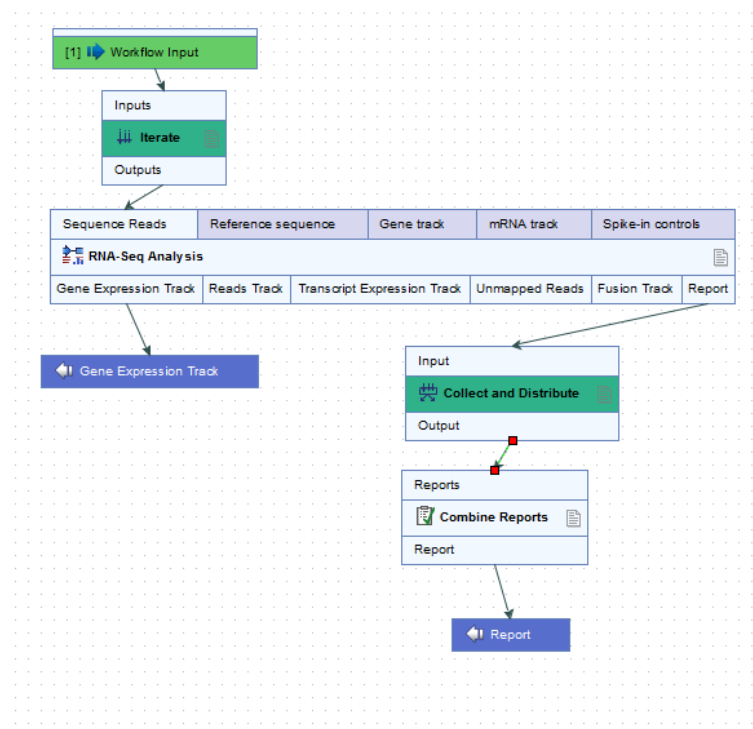 [1] Workflow Input
Inputs
Iterate
Outputs
Sequence Reads Reference sequence Gene track mRNA track Spike-in controls
RNA-Seq Analysis
Gene Expression Track Reads Track Transcript Expression Track Unmapped Reads Fusion Track Report
Gene Expression Track
Input
Collect and Distribute
Output
Reports
Combine Reports
Report
Report